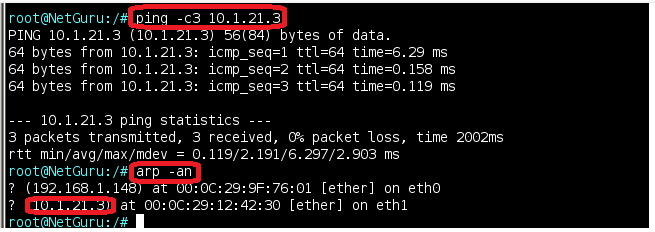 root@NetGuru:/# ping -c3 10.1.21.3
PING 10.1.21.3 (10.1.21.3) 56(84) bytes of data.
64 bytes from 10.1.21.3: icmp_seq=1 ttl=64 time=6.29 ms
64 bytes from 10.1.21.3: icmp_seq=2 ttl=64 time=0.158 ms
64 bytes from 10.1.21.3: icmp_seq=3 ttl=64 time=0.119 ms
--- 10.1.21.3 ping statistics ---
3 packets transmitted, 3 received, 0% packet loss, time 2002ms
rtt min/avg/max/mdev = 0.119/2.191/6.297/2.903 ms
root@NetGuru:/# arp -an
? (192.168.1.148) at 00:0C:29:9F:76:01 [ether] on eth0
? (10.1.21.3) at 00:0C:29:12:42:30 [ether] on eth1
root@NetGuru:/#